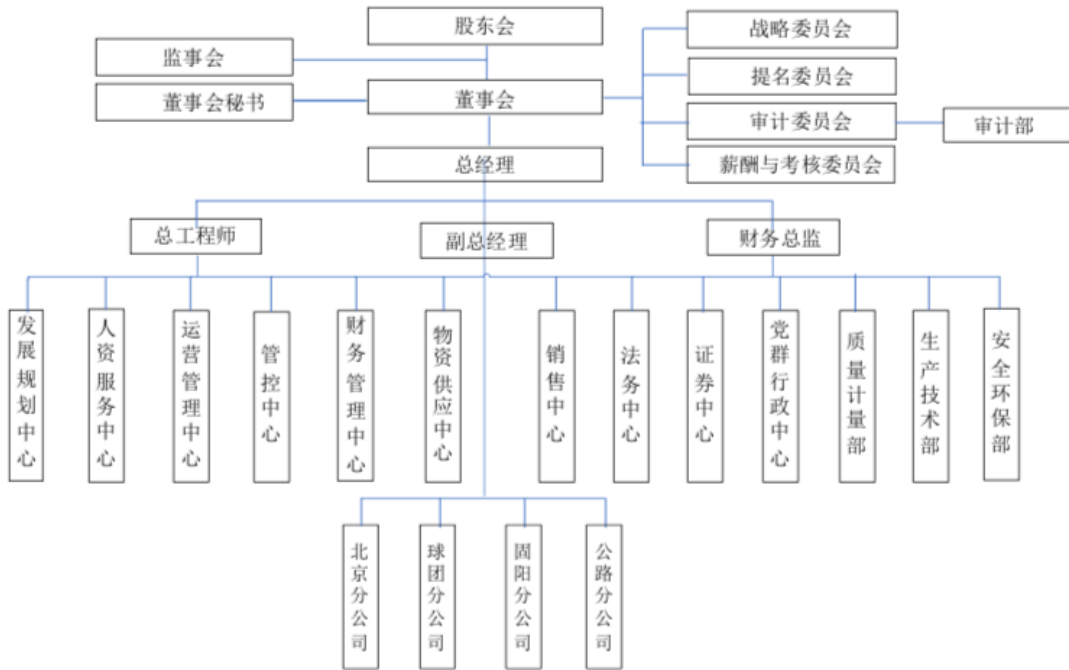 股东会
战略委员会
监事会
提名委员会
董事会秘书
董事会
审计委员会
审计部
总经理
薪酬与考核委员会
总工程师
副总经理
财务总监
发展规划中心
人资服务中心
运营管理中心
管控中心
财务管理中心
物资供应中心
销售中心
法务中心
证券中心
党群行政中心
质量计量部
生产技术部
安全环保部
北京分公司
球团分公司
固阳分公司
公路分公司